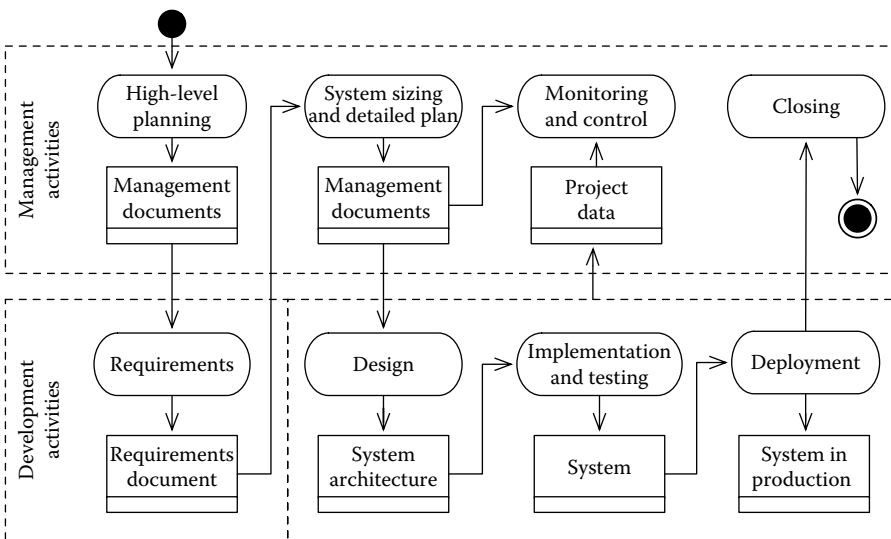 Management
activities
High-level
planning
System sizing
and detailed plan
Monitoring
and control
Closing
Management
documents
Management
documents
Project
data
Development
activities
Requirements
Design
Implementation
and testing
Deployment
Requirements
document
System
architecture
System
System in
production